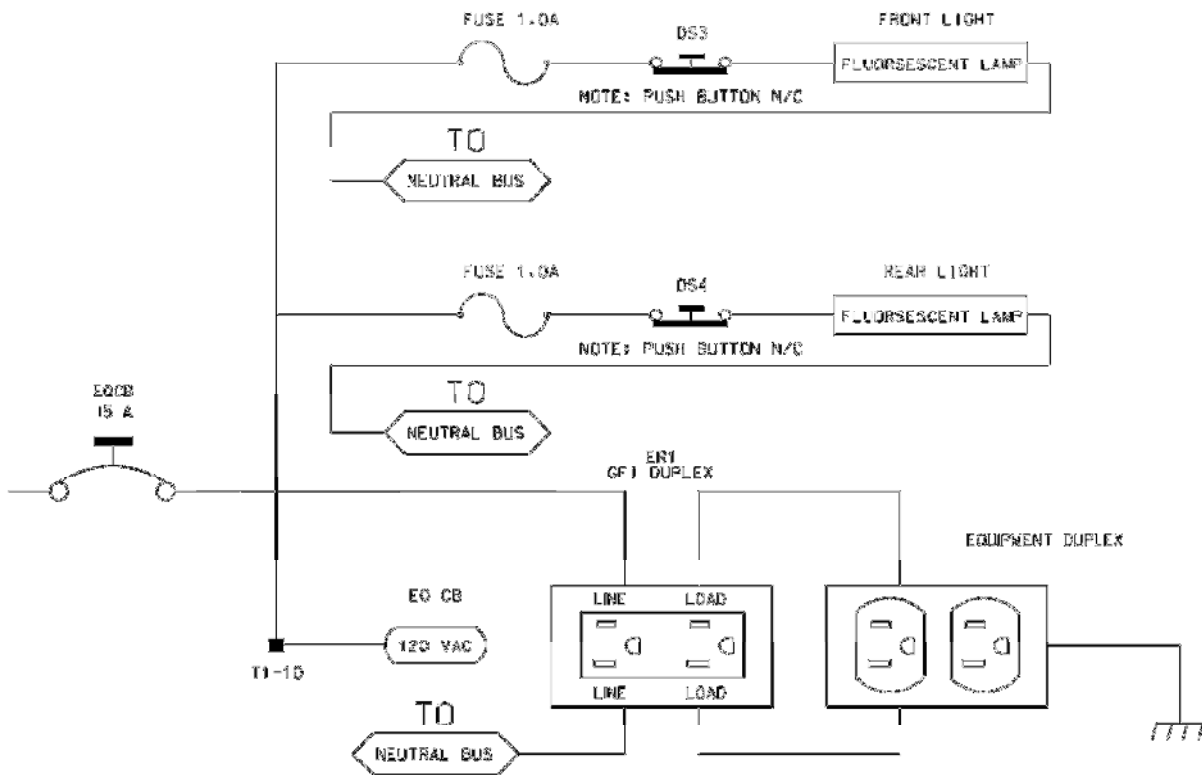 FUSE 1.0A
DS3
FRONT LIGHT
FLUORSESCENT LAMP
NOTE: PUSH BUTTON N/C
TO
NEUTRAL BUS
FUSE 1.0A
DS4
REAR LIGHT
FLUORSESCENT LAMP
NOTE: PUSH BUTTON N/C
TO
NEUTRAL BUS
EQCB
15 A
ER1
GFI DUPLEX
EQUIPMENT DUPLEX
EQ CB
120 VAC
T1-10
LINE LOAD
LINE LOAD
TO
NEUTRAL BUS